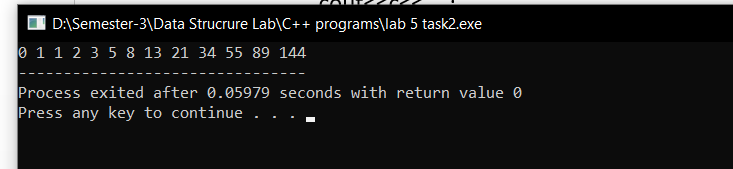 D:\Semester-3\Data Strucrure Lab\C++ programs\lab 5 task2.exe
0 1 1 2 3 5 8 13 21 34 55 89 144
--------------------------------
Process exited after 0.05979 seconds with return value 0
Press any key to continue . . .